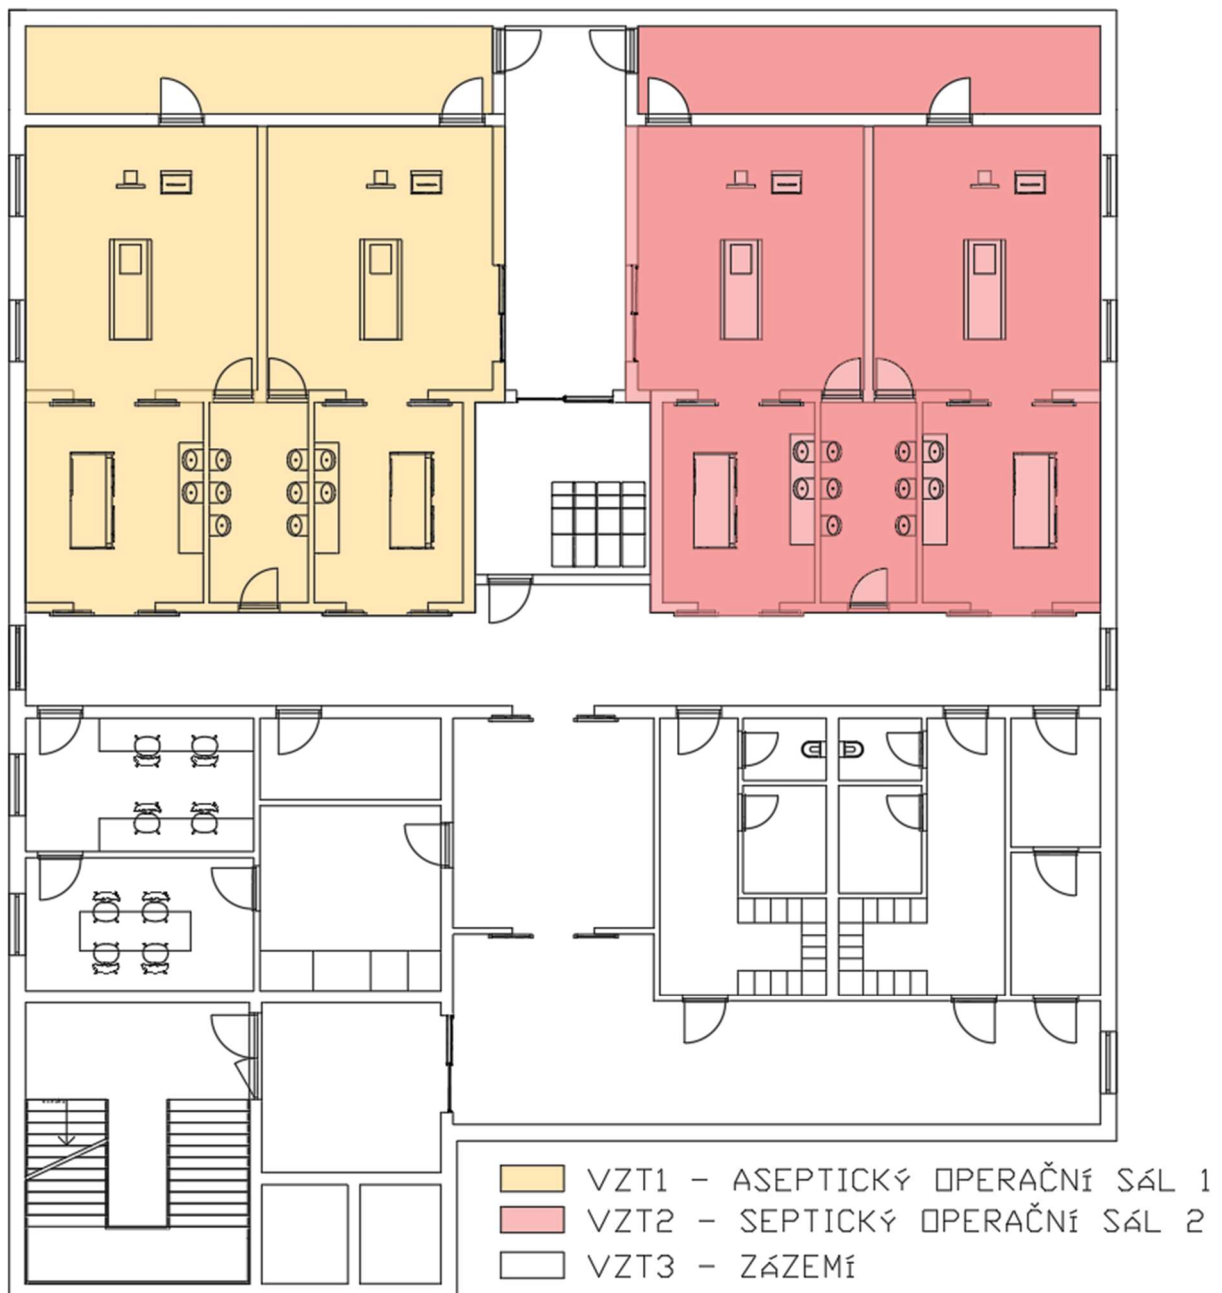 VZT1 - ASEPTICKÝ OPERAČNÍ SÁL 1
VZT2 - SEPTICKÝ OPERAČNÍ SÁL 2
VZT3 - ZÁZEMÍ